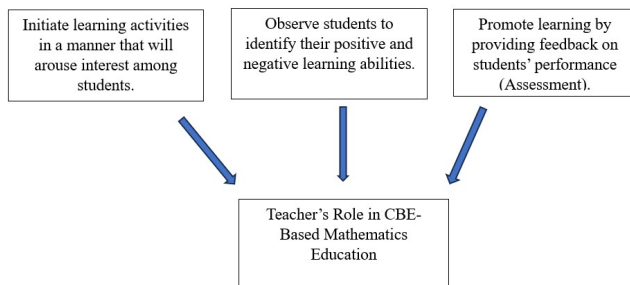 Initiate learning activities
in a manner that will
arouse interest among
students.
Observe students to
identify their positive and
negative learning abilities.
Promote learning by
providing feedback on
students' performance
(Assessment).
Teacher's Role in CBE-
Based Mathematics
Education